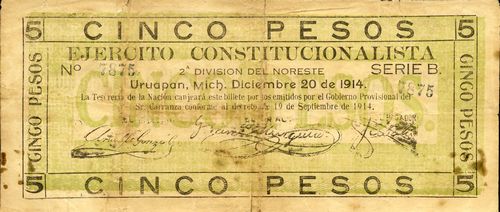 5 CINCO PESOS 5
EJERCITO CONSTITUCIONALISTA
No 7875 2ª DIVISION DEL NORESTE SERIE B.
Uruapan, Mich. Diciembre 20 de 1914.
7875
La Tesorería de la Nación canjeará este billete por los emitidos por el Gobierno Provisional del
Sr. Carranza conforme al decreto 19 de Septiembre de 1914.
CINCO PESOS
CINCO PESOS
5 CINCO PESOS 5